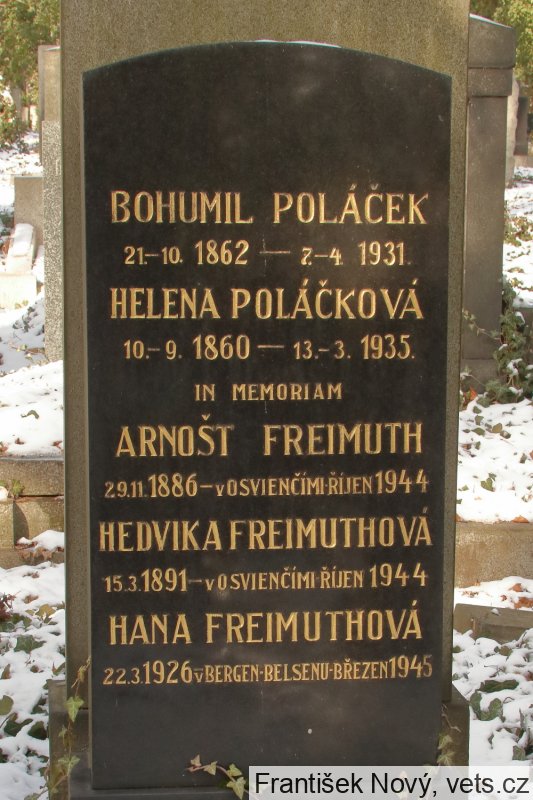 BOHUMIL POLÁČEK
21.-10. 1862 — 7.-4. 1931.
HELENA POLÁČKOVÁ
10.-9. 1860 — 13.-3. 1935.
IN MEMORIAM
ARNOŠT FREIMUTH
29.11.1886-V OSVIENČIMI-ŘÍJEN 1944
HEDVIKA FREIMUTHOVÁ
15.3.1891-V OSVIENČIMI-ŘÍJEN 1944
HANA FREIMUTHOVÁ
22.3.1926-V BERGEN-BELSENU-BŘEZEN 1945
František Nový, vets.cz